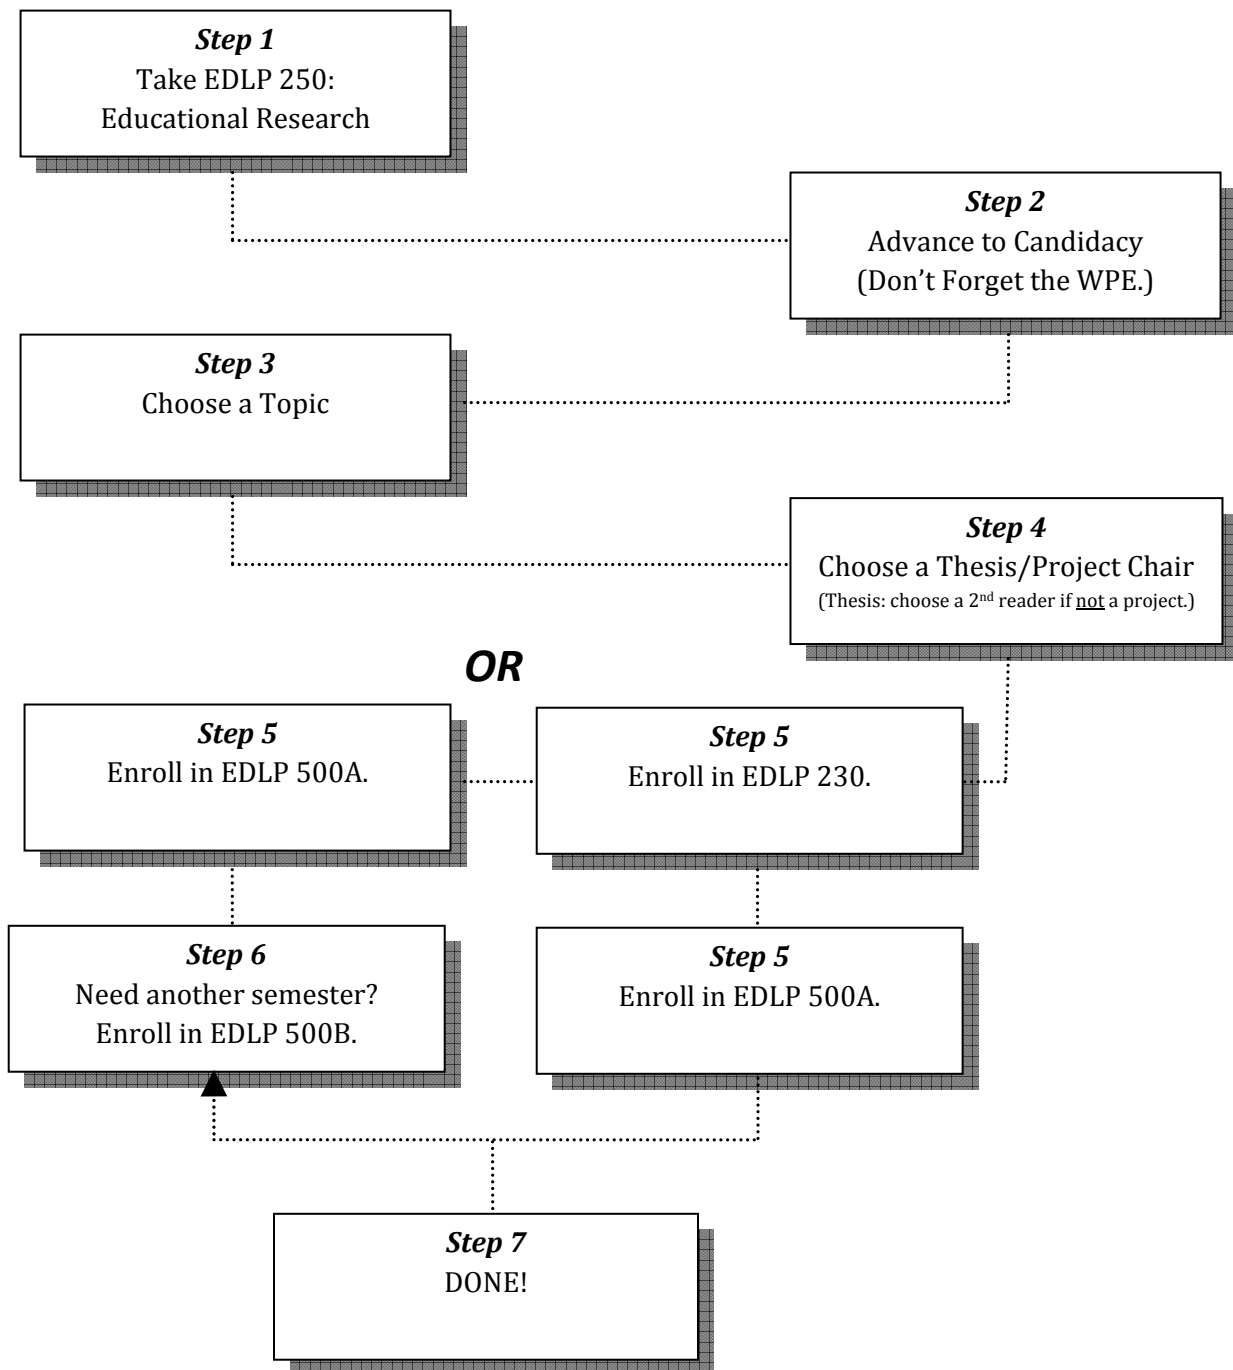 Step 1
Take EDLP 250:
Educational Research
Step 2
Advance to Candidacy
(Don’t Forget the WPE.)
Step 3
Choose a Topic
Step 4
Choose a Thesis/Project Chair
(Thesis: choose a 2nd reader if not a project.)
OR
Step 5
Enroll in EDLP 500A.
Step 5
Enroll in EDLP 230.
Step 6
Need another semester?
Enroll in EDLP 500B.
Step 5
Enroll in EDLP 500A.
Step 7
DONE!